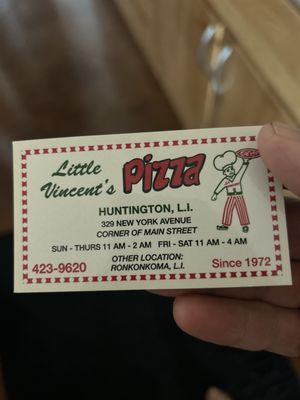 Little Vincent's Pizza
HUNTINGTON, L.I.
329 NEW YORK AVENUE
CORNER OF MAIN STREET
SUN - THURS 11 AM - 2 AM FRI - SAT 11 AM - 4 AM
OTHER LOCATION:
RONKONKOMA, L.I.
423-9620
Since 1972